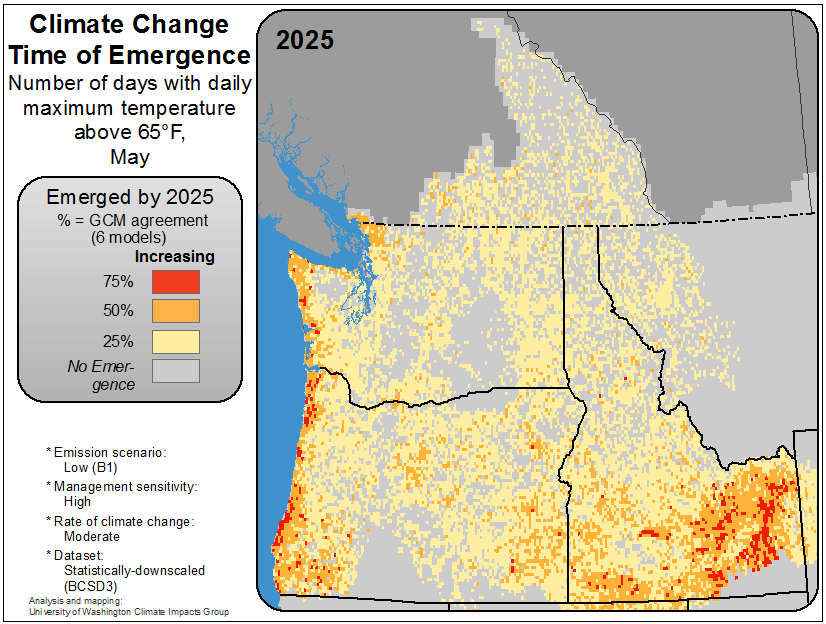 Climate Change
Time of Emergence
Number of days with daily
maximum temperature
above 65°F,
May
2025
Emerged by 2025
% = GCM agreement
(6 models)
Increasing
75%
50%
25%
No Emer-
gence
* Emission scenario:
Low (B1)
* Management sensitivity:
High
* Rate of climate change:
Moderate
* Dataset:
Statistically-downscaled
(BCSD3)
Analysis and mapping:
University of Washington Climate Impacts Group